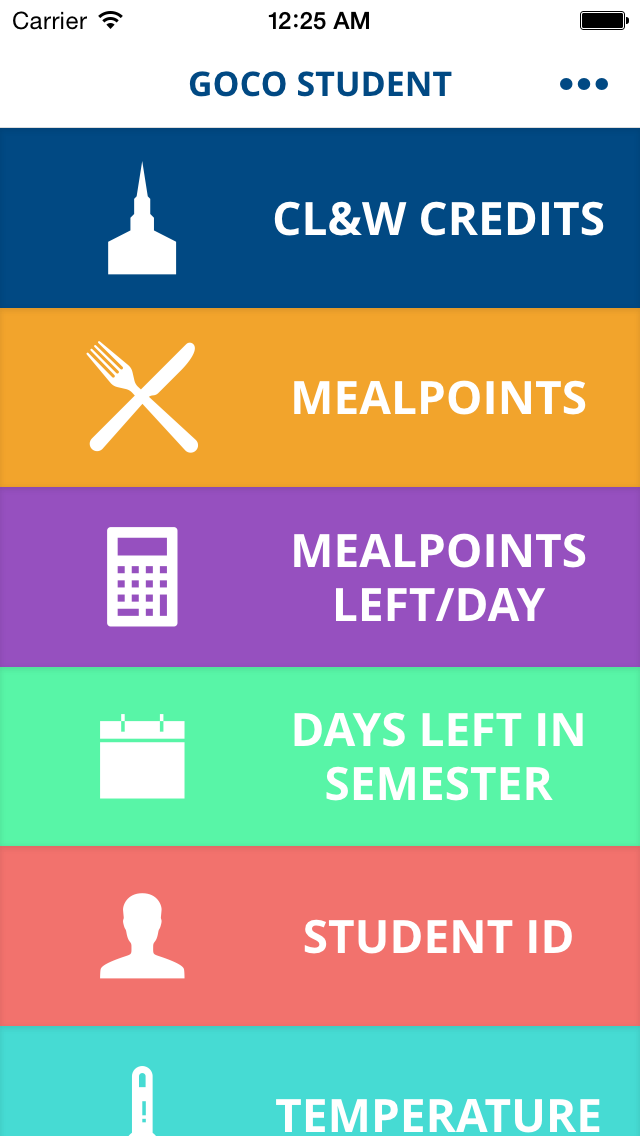 Carrier 12:25 AM
GOCO STUDENT
CL&W CREDITS
MEALPOINTS
MEALPOINTS
LEFT/DAY
DAYS LEFT IN
SEMESTER
STUDENT ID
TEMPERATURE